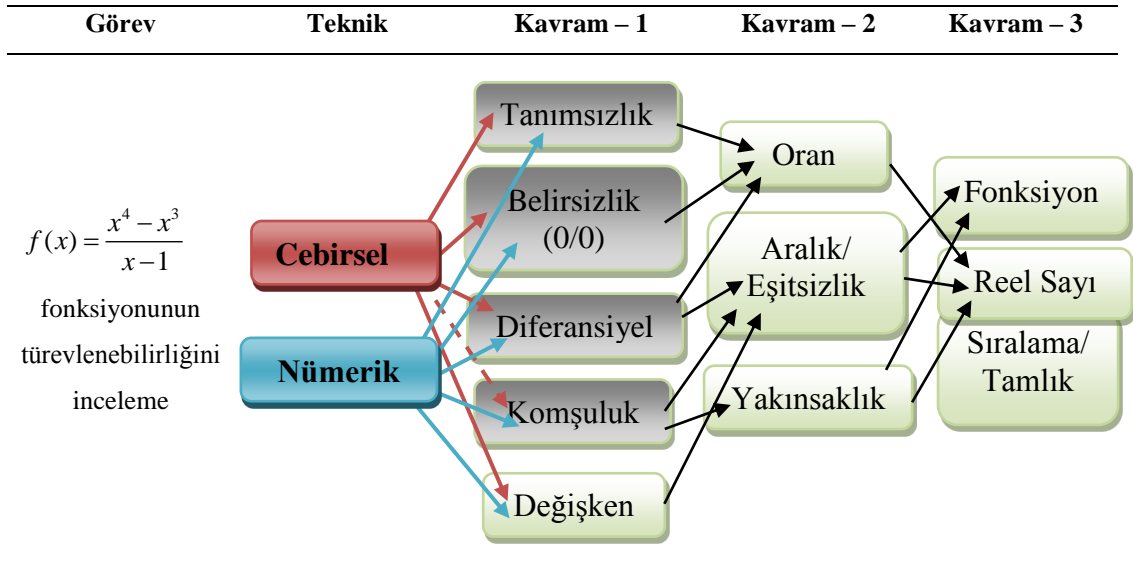 Görev Teknik Kavram – 1 Kavram – 2 Kavram – 3
f(x) = (x⁴ − x³)/(x − 1)
fonksiyonunun
türevlenebilirliğini
inceleme
Cebirsel
Nümerik
Tanımsızlık
Belirsizlik
(0/0)
Diferansiyel
Komşuluk
Değişken
Oran
Aralık/
Eşitsizlik
Yakınsaklık
Fonksiyon
Reel Sayı
Sıralama/
Tamlık